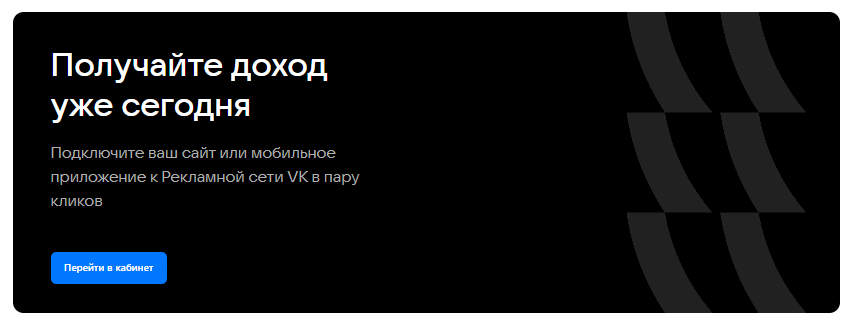 Получайте доход
уже сегодня
Подключите ваш сайт или мобильное
приложение к Рекламной сети VK в пару
кликов
Перейти в кабинет